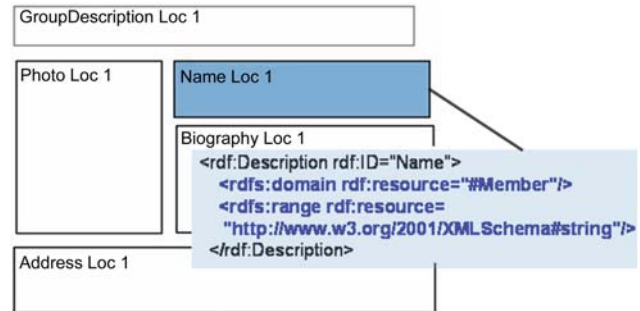 GroupDescription Loc 1
Photo Loc 1
Name Loc 1
Biography Loc 1
<rdf:Description rdf:ID="Name">
<rdfs:domain rdf:resource="#Member"/>
<rdfs:range rdf:resource=
"http://www.w3.org/2001/XMLSchema#string"/>
</rdf:Description>
Address Loc 1